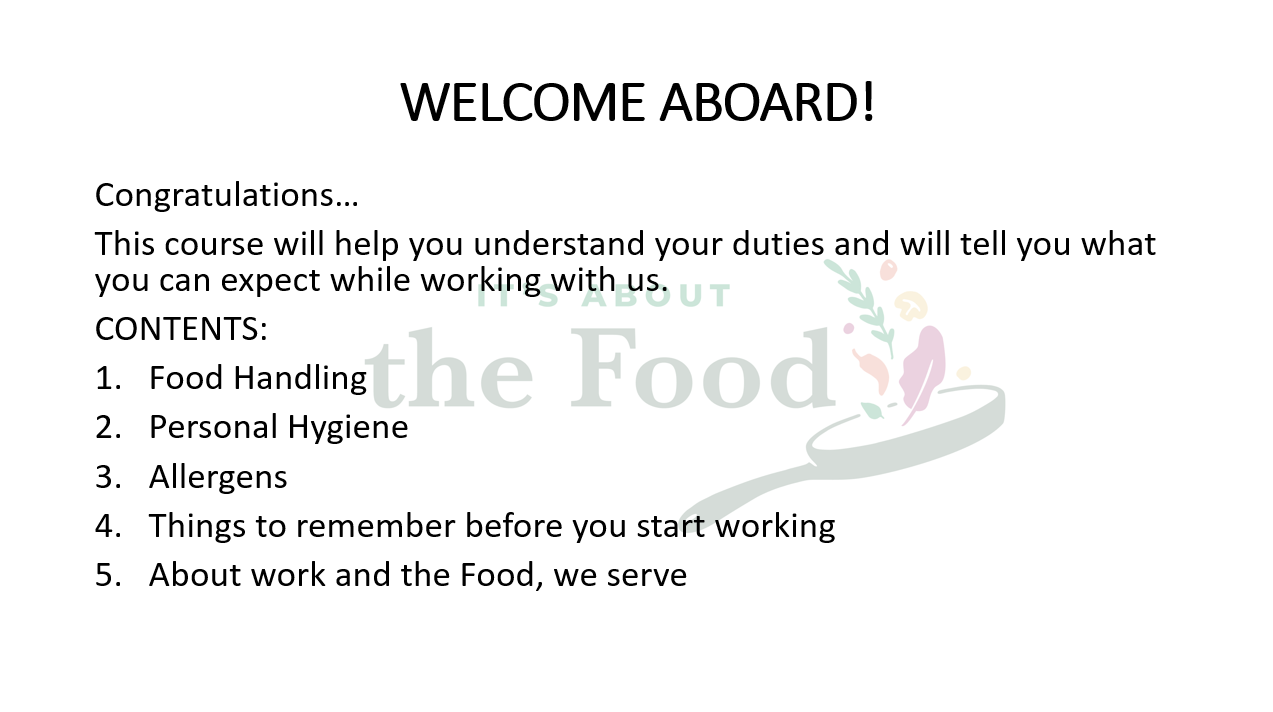 WELCOME ABOARD!
Congratulations…
This course will help you understand your duties and will tell you what
you can expect while working with us.
IT'S ABOUT
CONTENTS:
the Food
1. Food Handling
2. Personal Hygiene
3. Allergens
4. Things to remember before you start working
5. About work and the Food, we serve